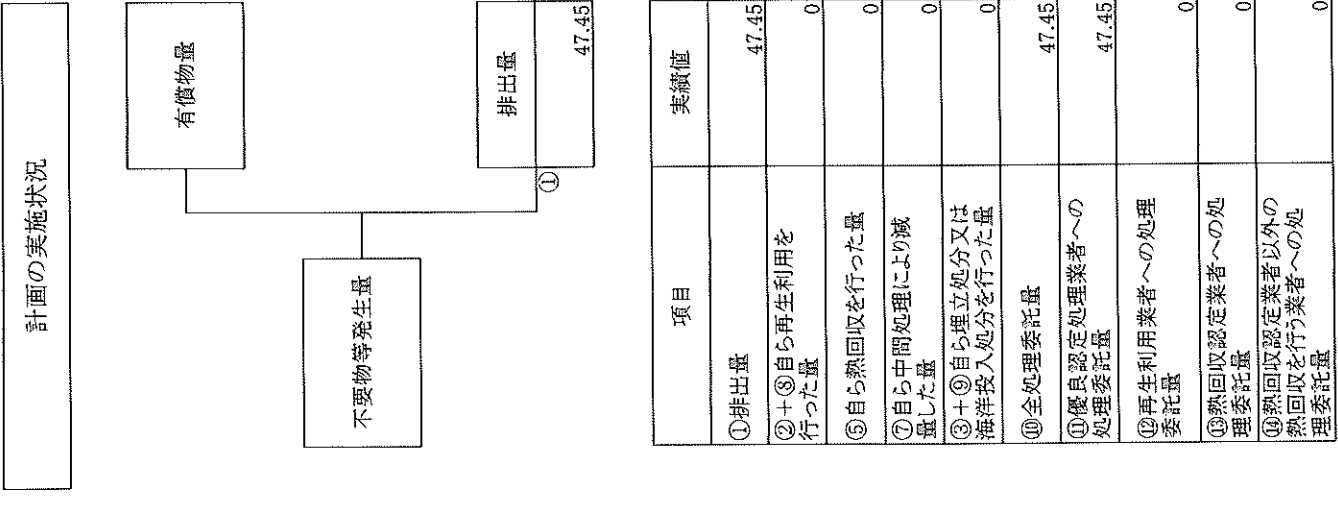 計画の実施状況
有償物量
不要物等発生量
排出量
①
47.45
項目
実績値
①排出量
47.45
②+⑧自ら再生利用を
行った量
0
⑤自ら熱回収を行った量
0
⑦自ら中間処理により減
量した量
0
③+⑨自ら埋立処分又は
海洋投入処分を行った量
0
⑩全処理委託量
47.45
⑪優良認定処理業者への
処理委託量
47.45
⑫再生利用業者への処理
委託量
0
⑬熱回収認定業者への処
理委託量
0
⑭熱回収認定業者以外の
熱回収を行う業者への処
理委託量
0